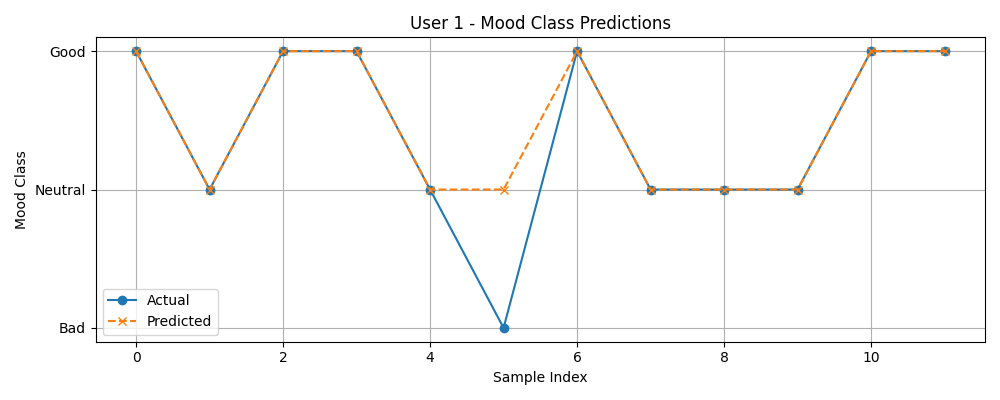 User 1 - Mood Class Predictions
Mood Class
Good
Neutral
Bad
Actual
Predicted
0 2 4 6 8 10
Sample Index